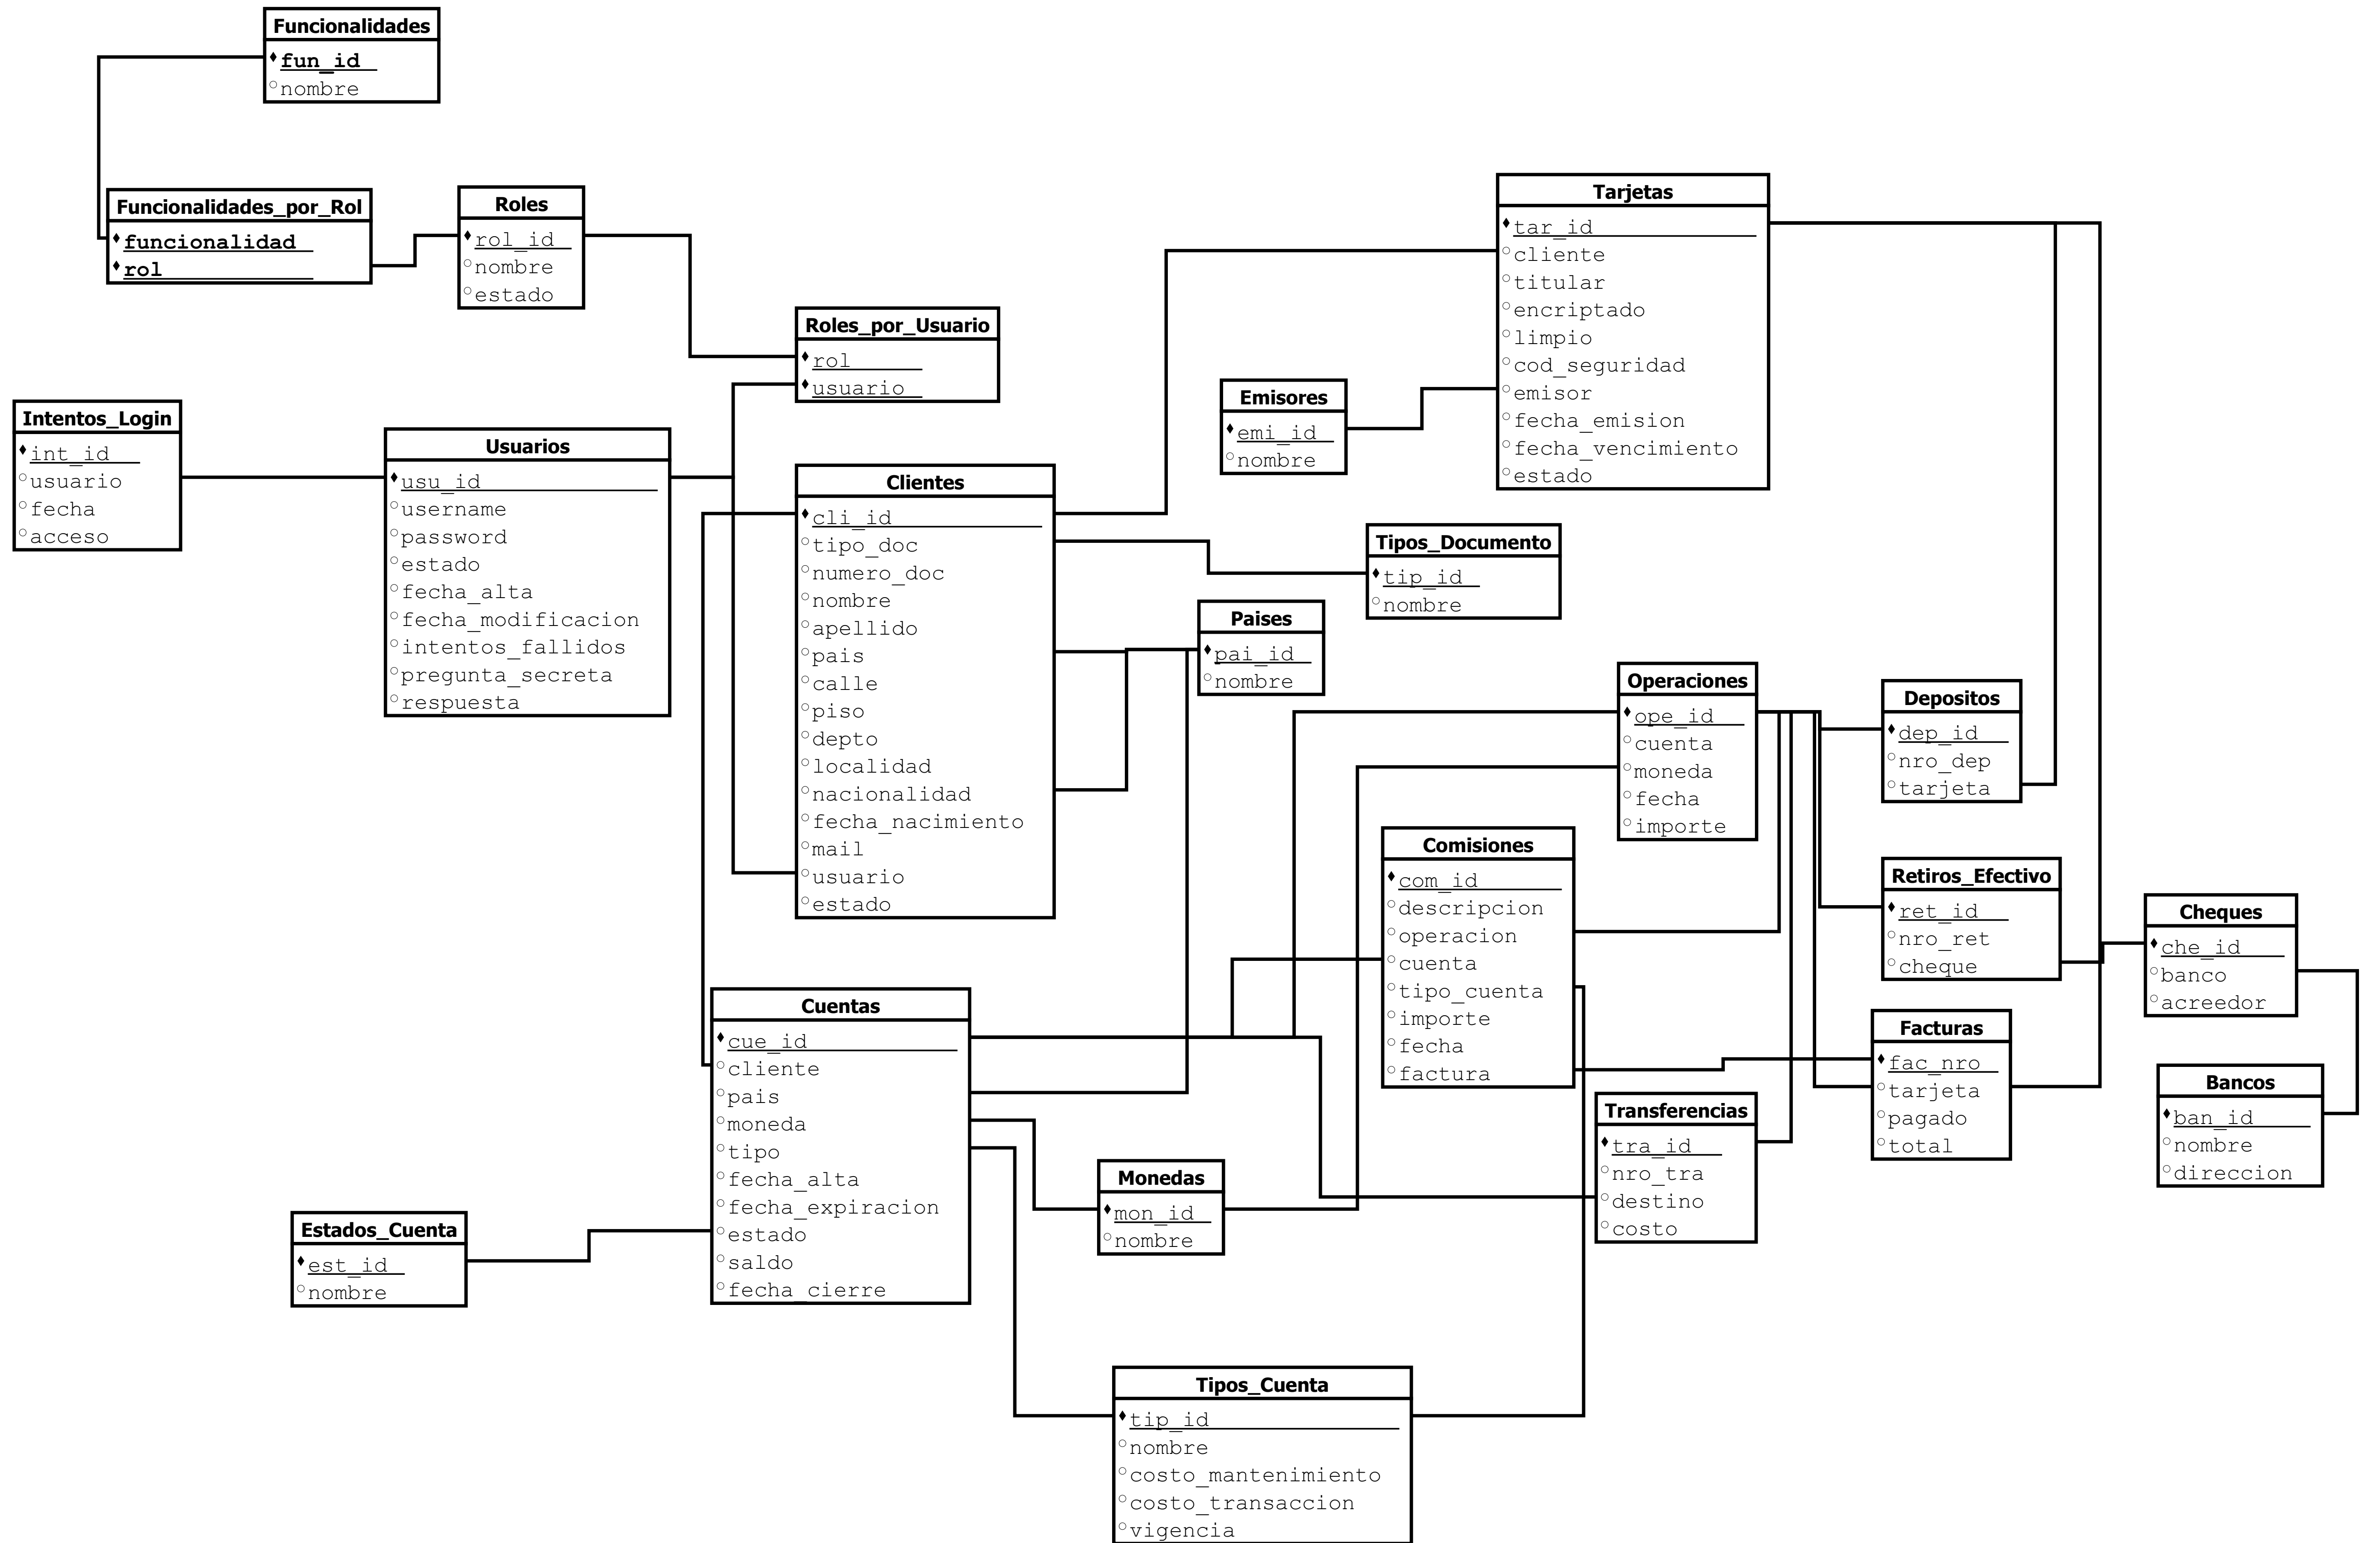 Funcionalidades
fun_id
nombre
Funcionalidades_por_Rol
funcionalidad
rol
Roles
rol_id
nombre
estado
Roles_por_Usuario
rol
usuario
Tarjetas
tar_id
cliente
titular
encriptado
limpio
cod_seguridad
emisor
fecha_emision
fecha_vencimiento
estado
Emisores
emi_id
nombre
Intentos_Login
int_id
usuario
fecha
acceso
Usuarios
usu_id
username
password
estado
fecha_alta
fecha_modificacion
intentos_fallidos
pregunta_secreta
respuesta
Clientes
cli_id
tipo_doc
numero_doc
nombre
apellido
pais
calle
piso
depto
localidad
nacionalidad
fecha_nacimiento
mail
usuario
estado
Tipos_Documento
tip_id
nombre
Paises
pai_id
nombre
Operaciones
ope_id
cuenta
moneda
fecha
importe
Depositos
dep_id
nro_dep
tarjeta
Comisiones
com_id
descripcion
operacion
cuenta
tipo_cuenta
importe
fecha
factura
Retiros_Efectivo
ret_id
nro_ret
cheque
Cheques
che_id
banco
acreedor
Cuentas
cue_id
cliente
pais
moneda
tipo
fecha_alta
fecha_expiracion
estado
saldo
fecha_cierre
Facturas
fac_nro
tarjeta
pagado
total
Bancos
ban_id
nombre
direccion
Transferencias
tra_id
nro_tra
destino
costo
Monedas
mon_id
nombre
Estados_Cuenta
est_id
nombre
Tipos_Cuenta
tip_id
nombre
costo_mantenimiento
costo_transaccion
vigencia